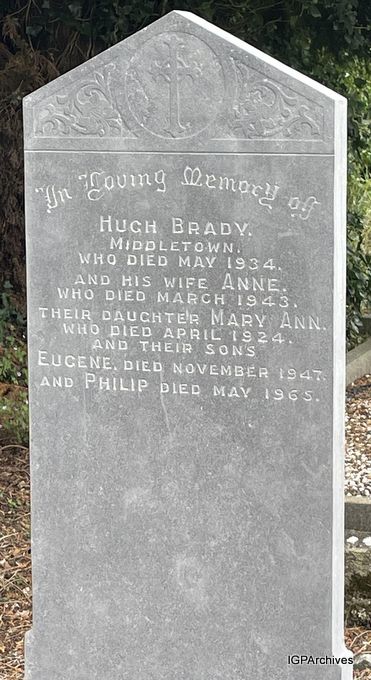 In Loving Memory of
HUGH BRADY.
MIDDLETOWN.
WHO DIED MAY 1934.
AND HIS WIFE ANNE.
WHO DIED MARCH 1943.
THEIR DAUGHTER MARY ANN.
WHO DIED APRIL 1924.
AND THEIR SONS
EUGENE, DIED NOVEMBER 1947.
AND PHILIP DIED MAY 1965.
IGPArchives